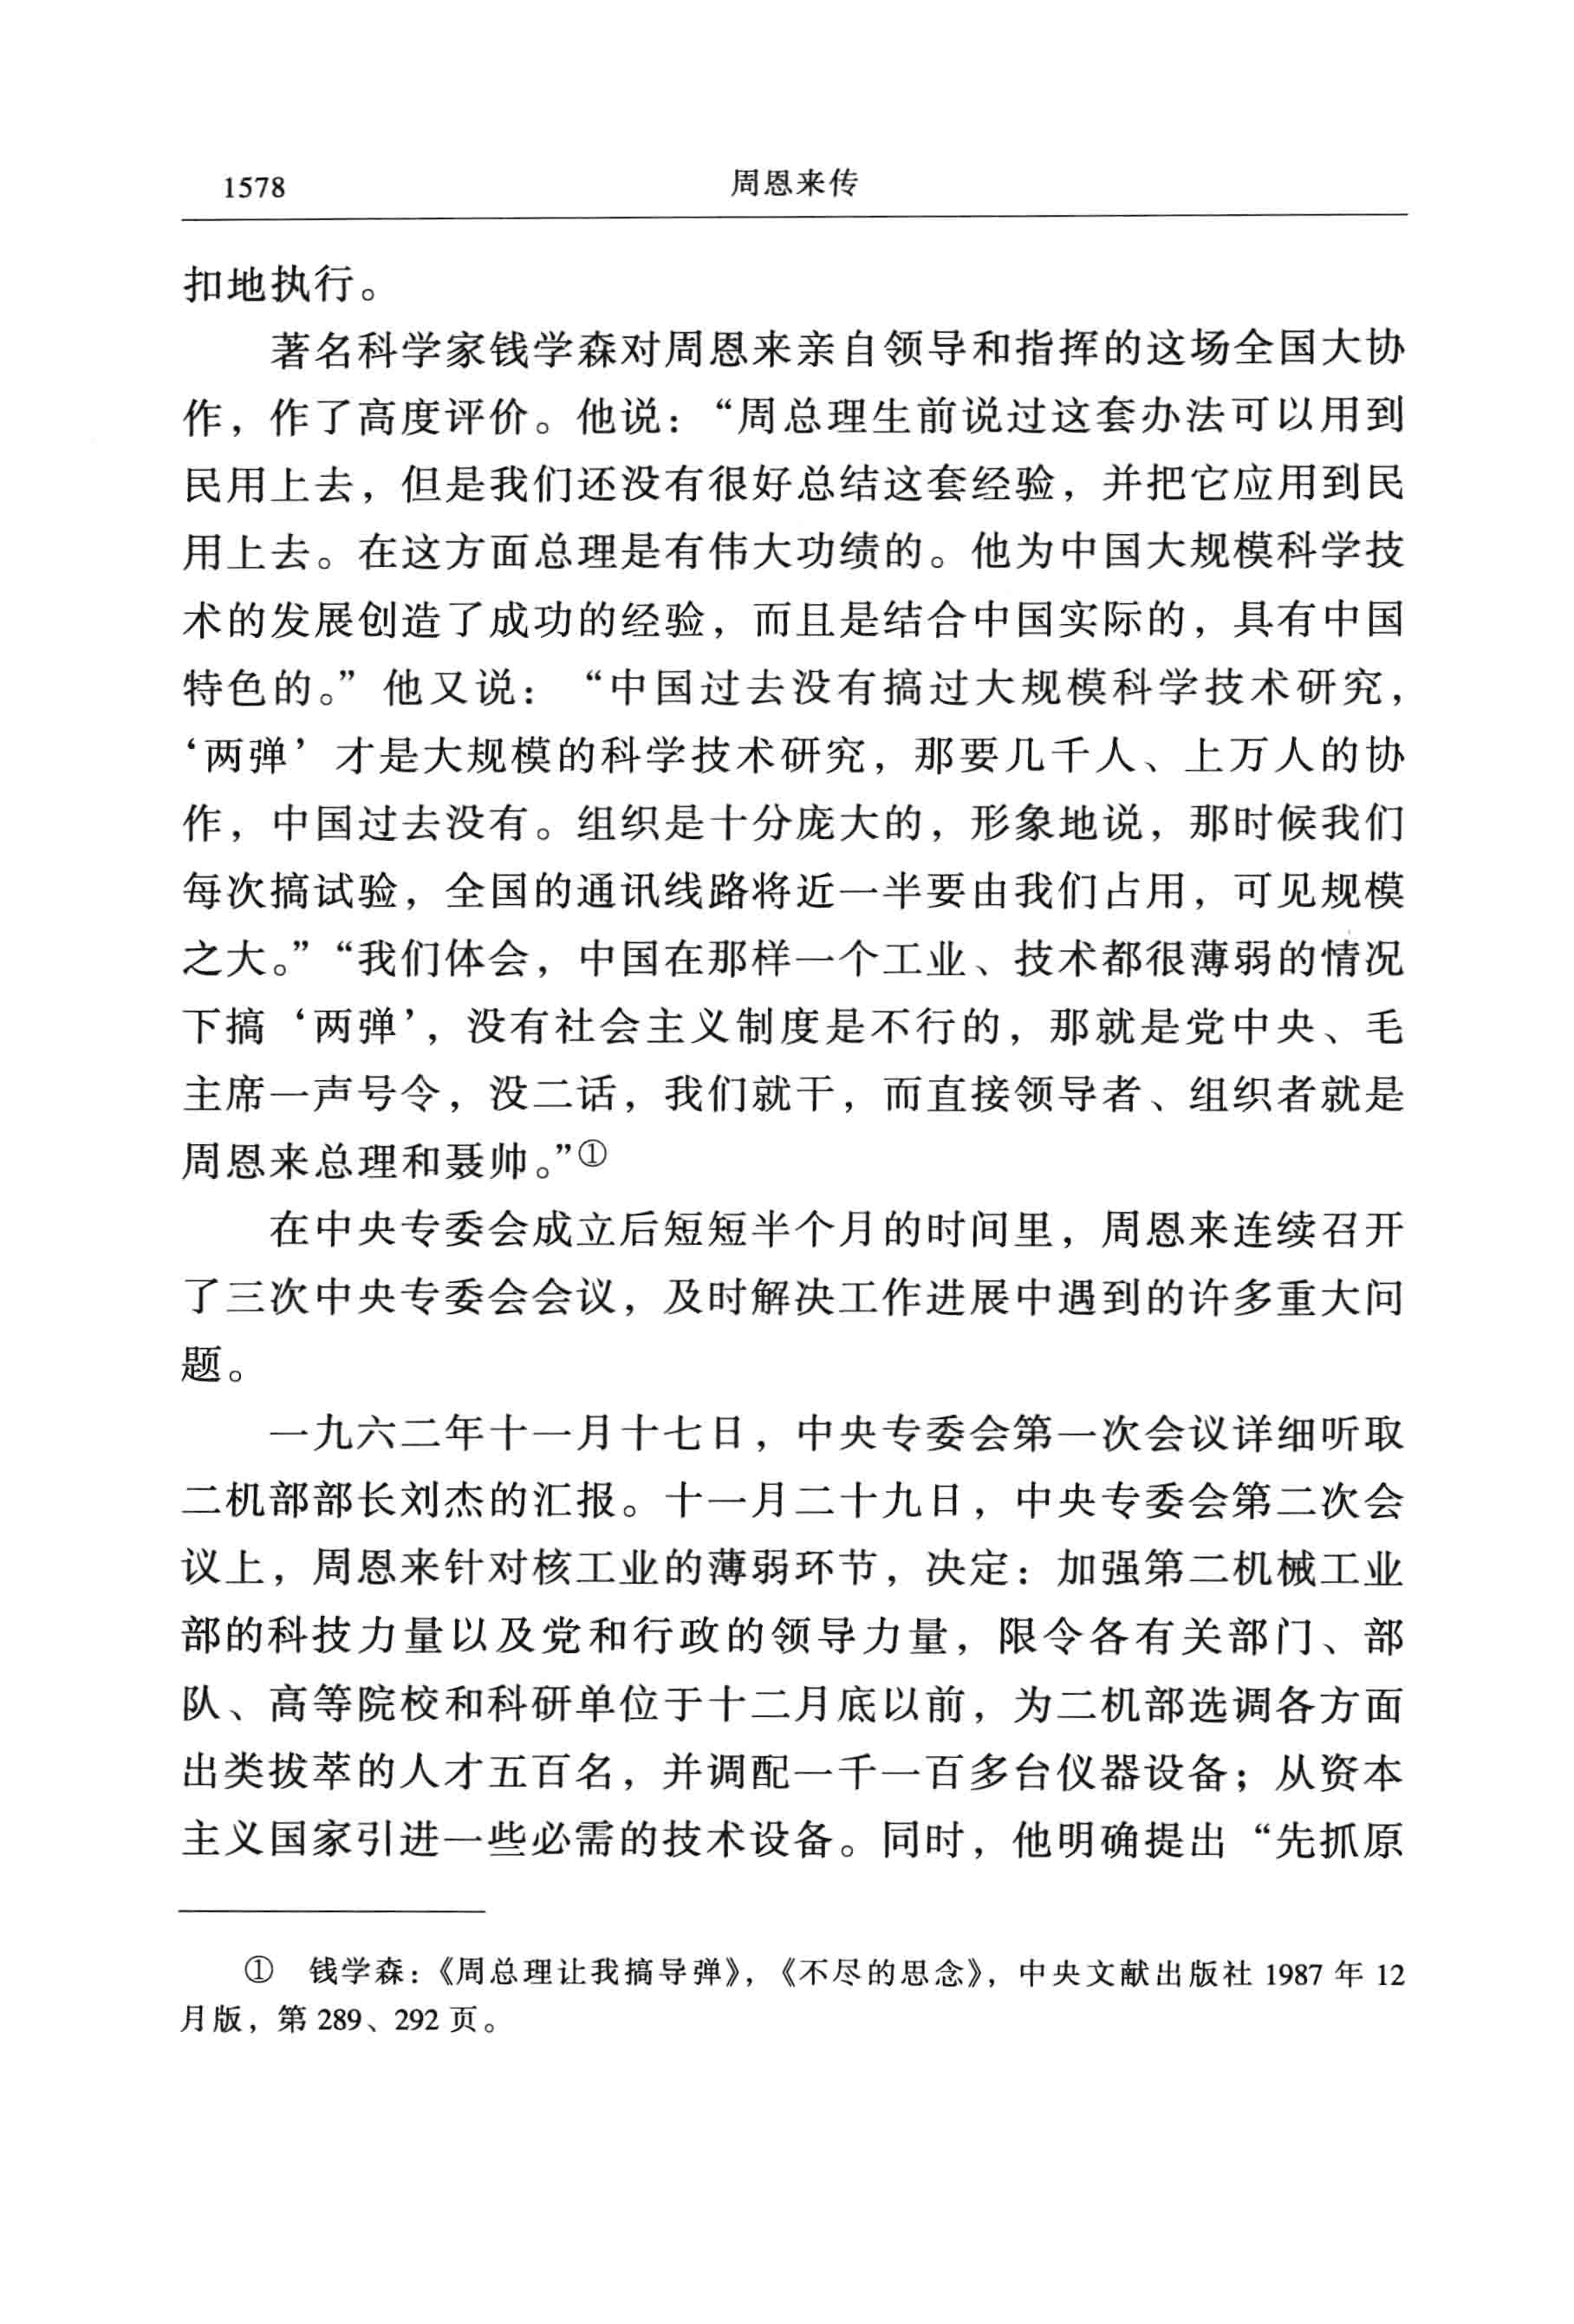 1578 周恩来传
扣地执行。
著名科学家钱学森对周恩来亲自领导和指挥的这场全国大协
作，作了高度评价。他说：“周总理生前说过这套办法可以用到
民用上去，但是我们还没有很好总结这套经验，并把它应用到民
用上去。在这方面总理是有伟大功绩的。他为中国大规模科学技
术的发展创造了成功的经验，而且是结合中国实际的，具有中国
特色的。”他又说：“中国过去没有搞过大规模科学技术研究，
‘两弹’才是大规模的科学技术研究，那要几千人、上万人的协
作，中国过去没有。组织是十分庞大的，形象地说，那时候我们
每次搞试验，全国的通讯线路将近一半要由我们占用，可见规模
之大。”“我们体会，中国在那样一个工业、技术都很薄弱的情况
下搞‘两弹’，没有社会主义制度是不行的，那就是党中央、毛
主席一声号令，没二话，我们就干，而直接领导者、组织者就是
周恩来总理和聂帅。”①
在中央专委会成立后短短半个月的时间里，周恩来连续召开
了三次中央专委会会议，及时解决工作进展中遇到的许多重大问
题。
一九六二年十一月十七日，中央专委会第一次会议详细听取
二机部部长刘杰的汇报。十一月二十九日，中央专委会第二次会
议上，周恩来针对核工业的薄弱环节，决定：加强第二机械工业
部的科技力量以及党和行政的领导力量，限令各有关部门、部
队、高等院校和科研单位于十二月底以前，为二机部选调各方面
出类拔萃的人才五百名，并调配一千一百多台仪器设备；从资本
主义国家引进一些必需的技术设备。同时，他明确提出“先抓原
① 钱学森：《周总理让我搞导弹》，《不尽的思念》，中央文献出版社 1987 年 12
月版，第 289、292 页。